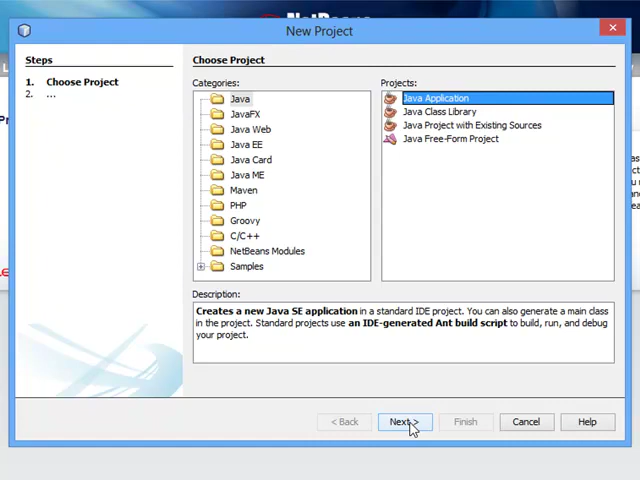 NetBeans
New Project
Steps
1. Choose Project
2. ...
Choose Project
Categories:
Java
JavaFX
Java Web
Java EE
Java Card
Java ME
Maven
PHP
Groovy
C/C++
NetBeans Modules
Samples
Projects:
Java Application
Java Class Library
Java Project with Existing Sources
Java Free-Form Project
Description:
Creates a new Java SE application in a standard IDE project. You can also generate a main class
in the project. Standard projects use an IDE-generated Ant build script to build, run, and debug
your project.
< Back
Next >
Finish
Cancel
Help